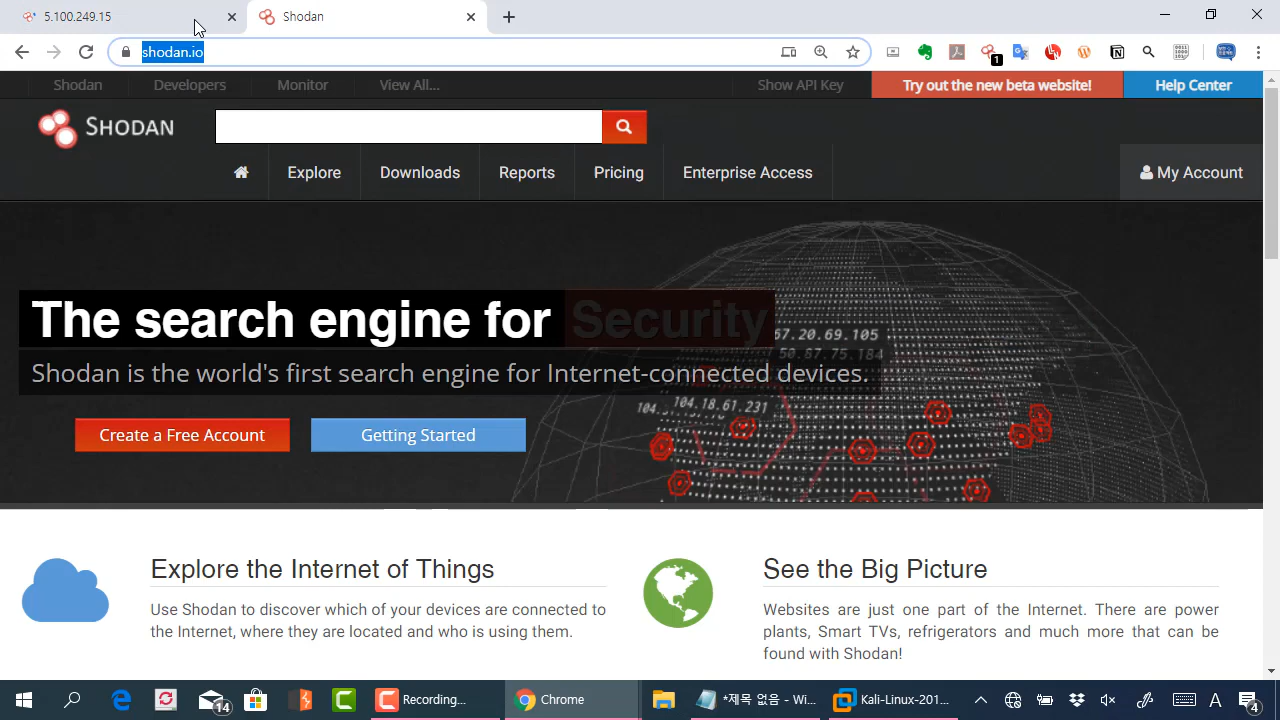 5.100.249.15
Shodan
shodan.io
1
Shodan
Developers
Monitor
View All...
Show API Key
Try out the new beta website!
Help Center
SHODAN
Explore
Downloads
Reports
Pricing
Enterprise Access
My Account
The search engine for Security
Shodan is the world's first search engine for Internet-connected devices.
67.20.69.105
50.67.75.184
104.18.61.231
Create a Free Account
Getting Started
Explore the Internet of Things
Use Shodan to discover which of your devices are connected to
the Internet, where they are located and who is using them.
See the Big Picture
Websites are just one part of the Internet. There are power
plants, Smart TVs, refrigerators and much more that can be
found with Shodan!
14
Recording...
Chrome
*제목 없음 - Wi...
Kali-Linux-201...
A
4